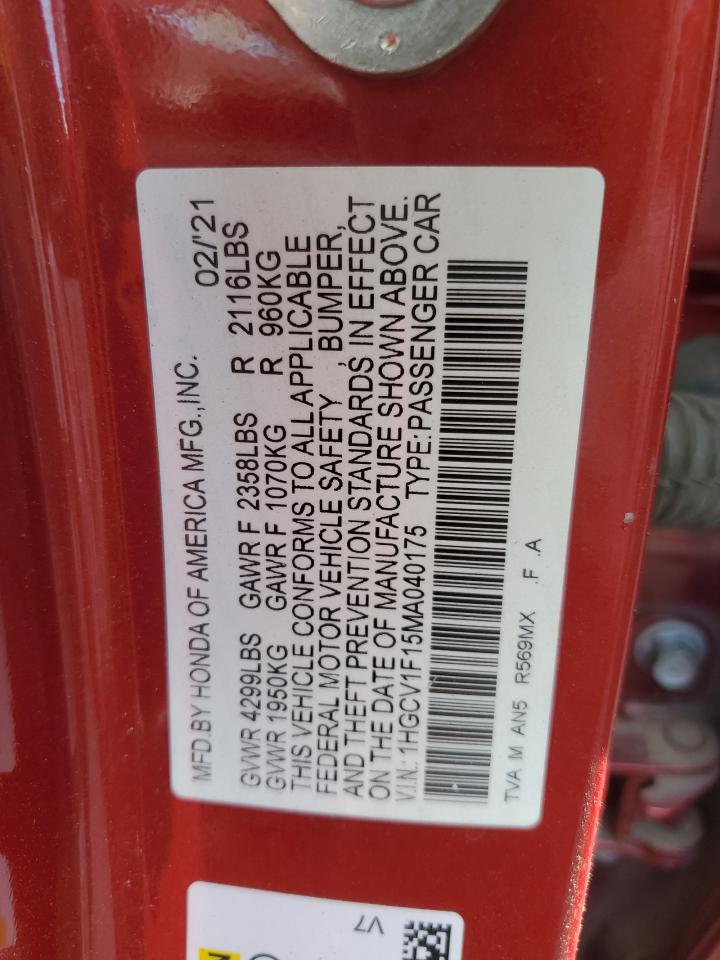 MFD.BY HONDA OF AMERICA MFG.,INC. 02/'21
GVWR 4299LBS GAWR F 2358LBS R 2116LBS
GVWR 1950KG GAWR F 1070KG R 960KG
THIS VEHICLE CONFORMS TO ALL APPLICABLE
FEDERAL MOTOR VEHICLE SAFETY , BUMPER,
AND THEFT PREVENTION STANDARDS IN EFFECT
ON THE DATE OF MANUFACTURE SHOWN ABOVE.
V.I.N.: 1HGCV1F15MA040175 TYPE:PASSENGER CAR
TVA M AN5 R569MX .F .A
V7